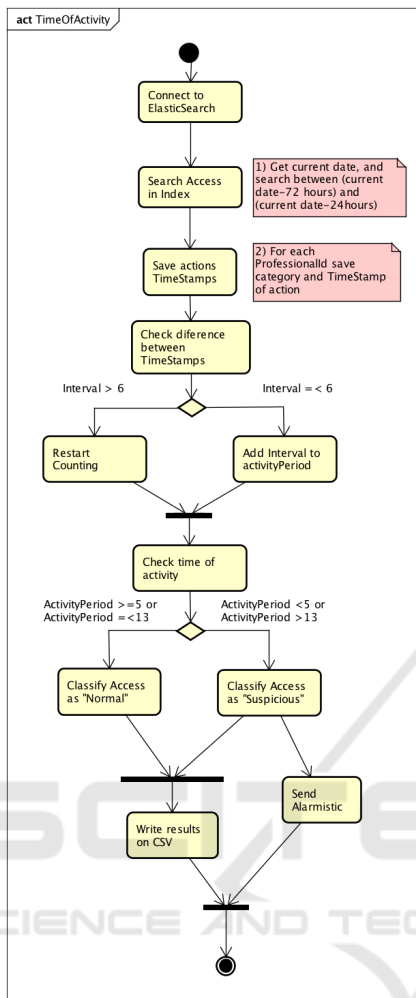 act TimeOfActivity
Connect to
ElasticSearch
Search Access
in Index
1) Get current date, and
search between (current
date-72 hours) and
(current date-24hours)
Save actions
TimeStamps
2) For each
ProfessionalId save
category and TimeStamp
of action
Check diference
between
TimeStamps
Interval > 6
Interval =< 6
Restart
Counting
Add Interval to
activityPeriod
Check time of
activity
ActivityPeriod >=5 or
ActivityPeriod =<13
ActivityPeriod <5 or
ActivityPeriod >13
Classify Access
as "Normal"
Classify Access
as "Suspicious"
Send
Alarmistic
Write results
on CSV
SCITE
CIENCE AND TEC